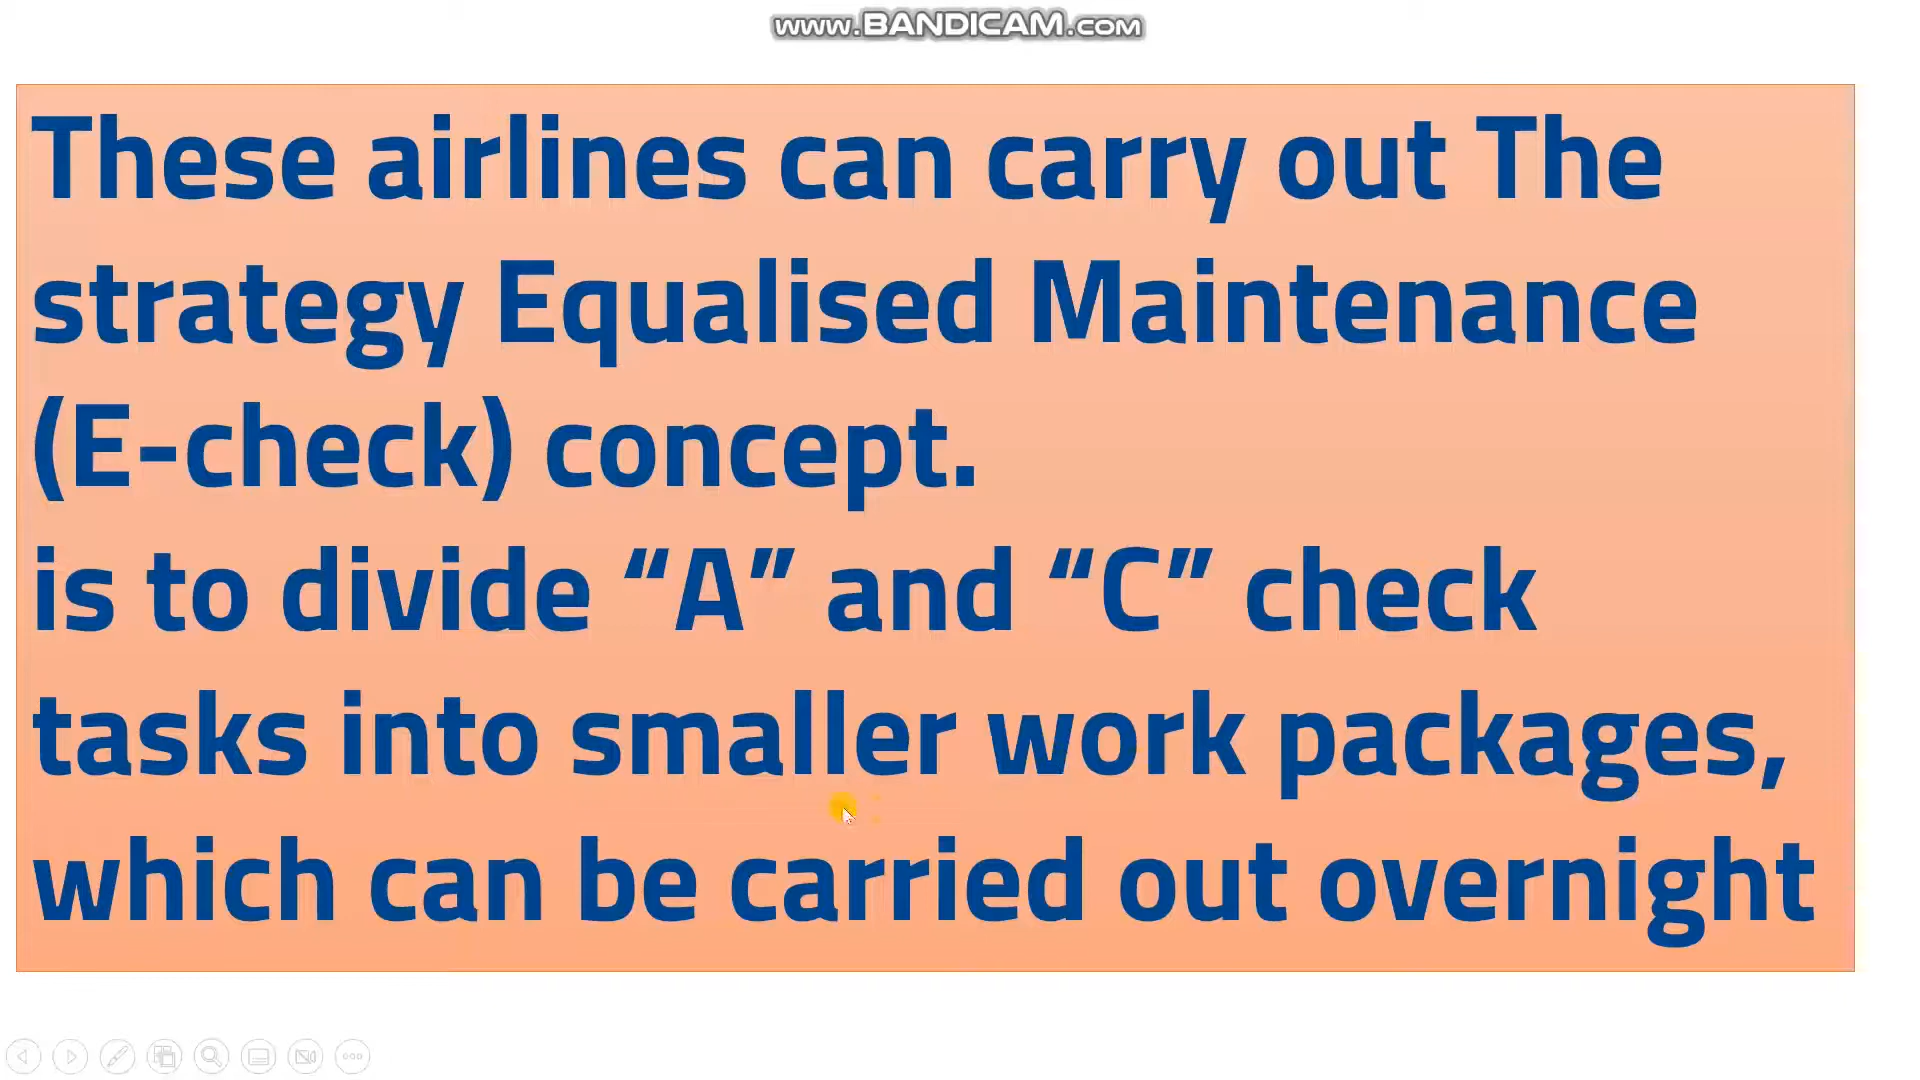 www.BANDICAM.com
These airlines can carry out The
strategy Equalised Maintenance
(E-check) concept.
is to divide “A” and “C” check
tasks into smaller work packages,
which can be carried out overnight